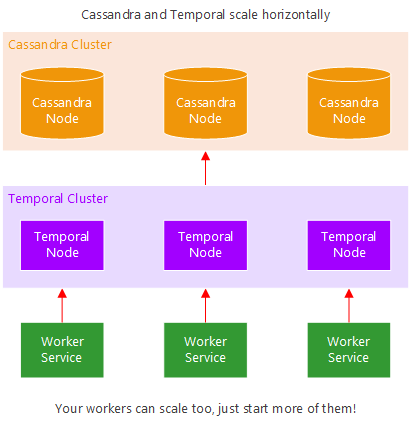 Cassandra and Temporal scale horizontally
Cassandra Cluster
Cassandra
Node
Cassandra
Node
Cassandra
Node
Temporal Cluster
Temporal
Node
Temporal
Node
Temporal
Node
Worker
Service
Worker
Service
Worker
Service
Your workers can scale too, just start more of them!